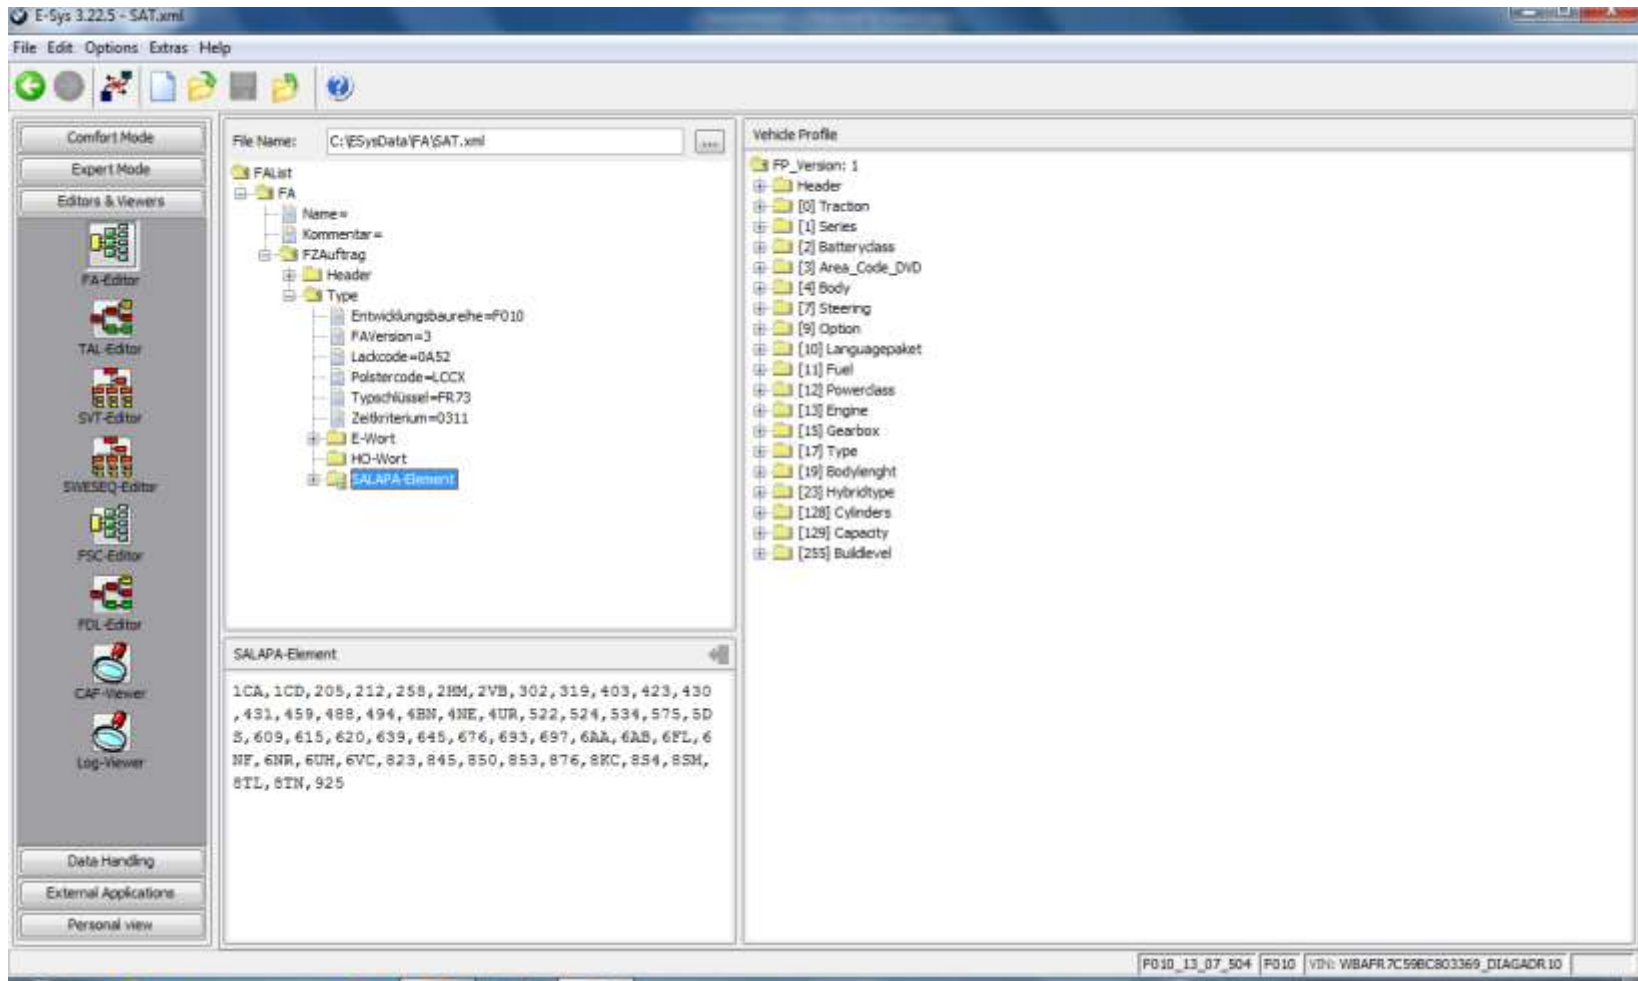 E-Sys 3.22.5 - SAT.xml
File Edit Options Extras Help
Comfort Mode
Expert Mode
Editors & Viewers
FA-Editor
TAL-Editor
SVT-Editor
SWESEQ-Editor
FSC-Editor
FDL-Editor
CAF-Viewer
Log-Viewer
Data Handling
External Applications
Personal view
File Name: C:\ESysData\FA\SAT.xml ...
FAList
FA
Name=
Kommentar=
FZAuftrag
Header
Type
Entwicklungsbaureihe=F010
FAVersion=3
Lackcode=0A52
Polstercode=LCCX
Typschlüssel=FR73
Zeitkriterium=0311
E-Wort
HO-Wort
SALAPA-Element
SALAPA-Element
1CA,1CD,205,212,258,2HM,2VB,302,319,403,423,430
,431,459,488,494,4BN,4NE,4UR,522,524,534,575,5D
S,609,615,620,639,645,676,693,697,6AA,6AB,6FL,6
NF,6NR,6UH,6VC,823,845,850,853,876,8KC,8S4,8SM,
8TL,8TN,925
Vehicle Profile
FP_Version: 1
Header
[0] Traction
[1] Series
[2] Batteryclass
[3] Area_Code_DVD
[4] Body
[7] Steering
[9] Option
[10] Languagepaket
[11] Fuel
[12] Powerclass
[13] Engine
[15] Gearbox
[17] Type
[19] Bodylenght
[23] Hybridtype
[128] Cylinders
[129] Capacity
[255] Buildlevel
F010_13_07_504 F010 VIN: WBAFR7C59BC803369_DIAGADR10